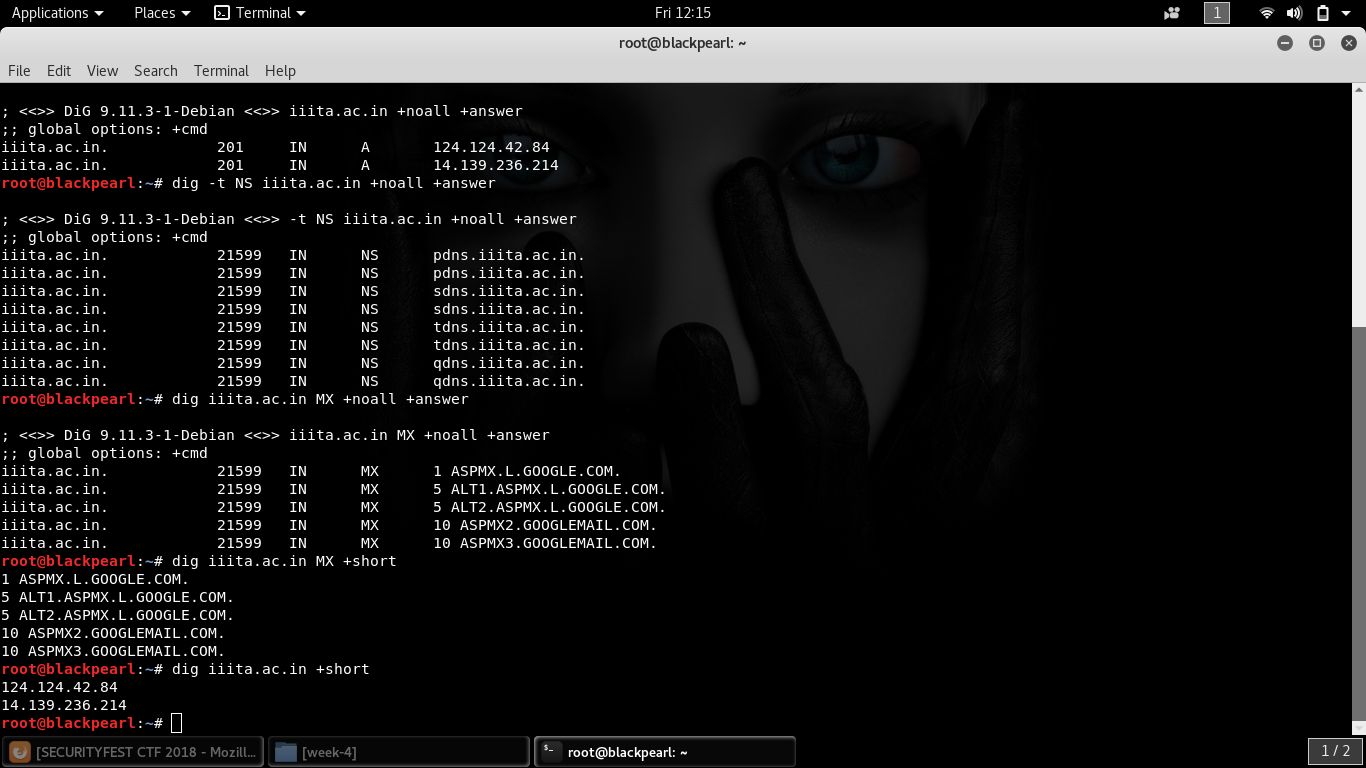 Applications Places Terminal Fri 12:15 1
root@blackpearl: ~
File Edit View Search Terminal Help
; <<>> DiG 9.11.3-1-Debian <<>> iiita.ac.in +noall +answer
;; global options: +cmd
iiita.ac.in. 201 IN A 124.124.42.84
iiita.ac.in. 201 IN A 14.139.236.214
root@blackpearl:~# dig -t NS iiita.ac.in +noall +answer
; <<>> DiG 9.11.3-1-Debian <<>> -t NS iiita.ac.in +noall +answer
;; global options: +cmd
iiita.ac.in. 21599 IN NS pdns.iiita.ac.in.
iiita.ac.in. 21599 IN NS pdns.iiita.ac.in.
iiita.ac.in. 21599 IN NS sdns.iiita.ac.in.
iiita.ac.in. 21599 IN NS sdns.iiita.ac.in.
iiita.ac.in. 21599 IN NS tdns.iiita.ac.in.
iiita.ac.in. 21599 IN NS tdns.iiita.ac.in.
iiita.ac.in. 21599 IN NS qdns.iiita.ac.in.
iiita.ac.in. 21599 IN NS qdns.iiita.ac.in.
root@blackpearl:~# dig iiita.ac.in MX +noall +answer
; <<>> DiG 9.11.3-1-Debian <<>> iiita.ac.in MX +noall +answer
;; global options: +cmd
iiita.ac.in. 21599 IN MX 1 ASPMX.L.GOOGLE.COM.
iiita.ac.in. 21599 IN MX 5 ALT1.ASPMX.L.GOOGLE.COM.
iiita.ac.in. 21599 IN MX 5 ALT2.ASPMX.L.GOOGLE.COM.
iiita.ac.in. 21599 IN MX 10 ASPMX2.GOOGLEMAIL.COM.
iiita.ac.in. 21599 IN MX 10 ASPMX3.GOOGLEMAIL.COM.
root@blackpearl:~# dig iiita.ac.in MX +short
1 ASPMX.L.GOOGLE.COM.
5 ALT1.ASPMX.L.GOOGLE.COM.
5 ALT2.ASPMX.L.GOOGLE.COM.
10 ASPMX2.GOOGLEMAIL.COM.
10 ASPMX3.GOOGLEMAIL.COM.
root@blackpearl:~# dig iiita.ac.in +short
124.124.42.84
14.139.236.214
root@blackpearl:~#
[SECURITYFEST CTF 2018 - Mozill... [week-4] root@blackpearl: ~ 1 / 2